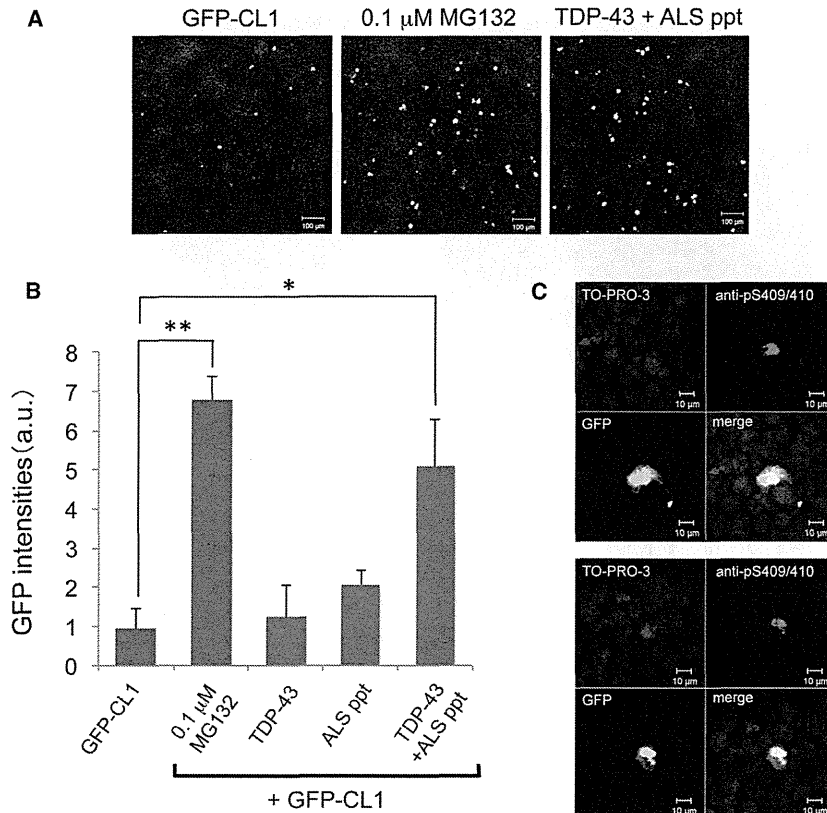 A
GFP-CL1
0.1 μM MG132
TDP-43 + ALS ppt
100 μm
100 μm
100 μm
B
GFP intensities (a.u.)
8
7
6
5
4
3
2
1
0
**
*
GFP-CL1
0.1 μM
MG132
TDP-43
ALS ppt
TDP-43
+ALS ppt
+ GFP-CL1
C
TO-PRO-3
anti-pS409/410
10 μm
10 μm
GFP
merge
10 μm
10 μm
TO-PRO-3
anti-pS409/410
10 μm
10 μm
GFP
merge
10 μm
10 μm